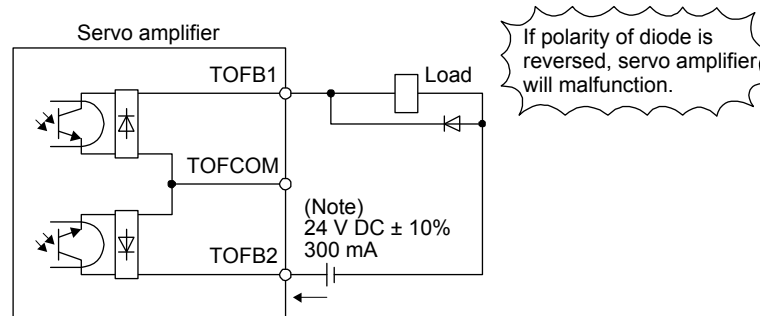 Servo amplifier
TOFB1
Load
If polarity of diode is
reversed, servo amplifier
will malfunction.
TOFCOM
(Note)
24 V DC ± 10%
300 mA
TOFB2